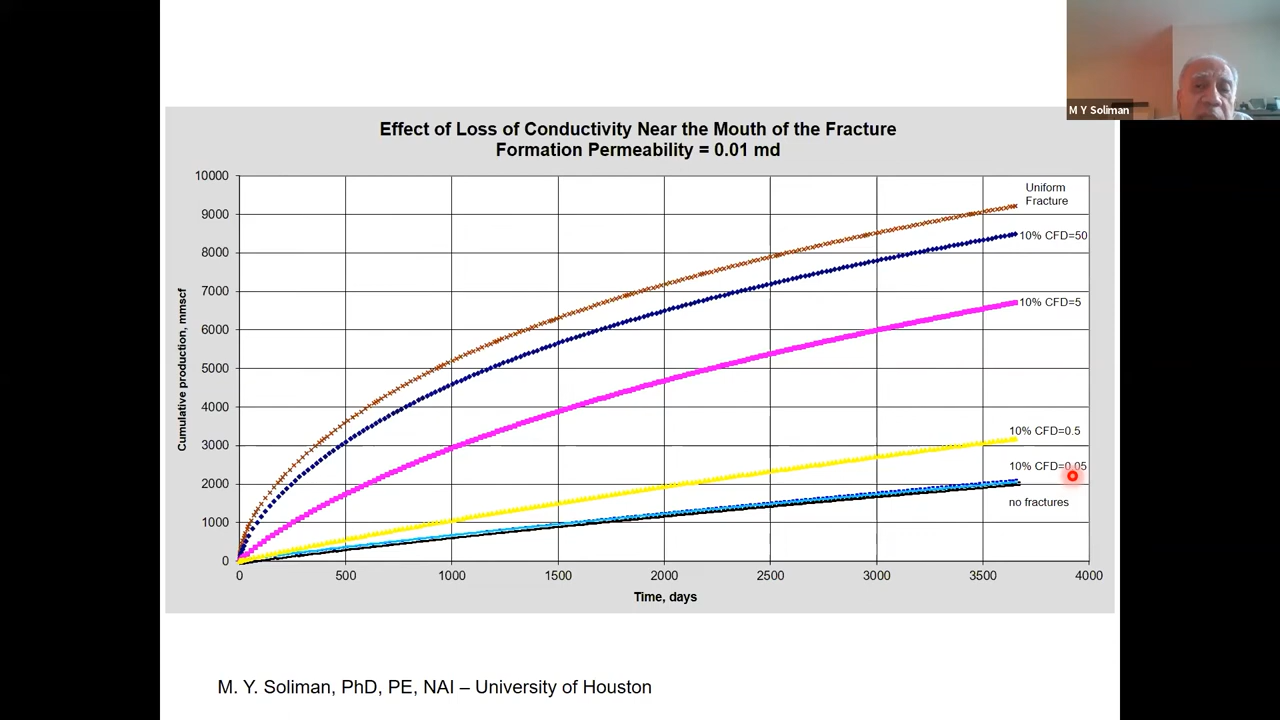 M Y Soliman
Effect of Loss of Conductivity Near the Mouth of the Fracture
Formation Permeability = 0.01 md
Cumulative production, mmscf
10000
9000
8000
7000
6000
5000
4000
3000
2000
1000
0
Uniform
Fracture
10% CFD=50
10% CFD=5
10% CFD=0.5
10% CFD=0.05
no fractures
0 500 1000 1500 2000 2500 3000 3500 4000
Time, days
M. Y. Soliman, PhD, PE, NAI – University of Houston